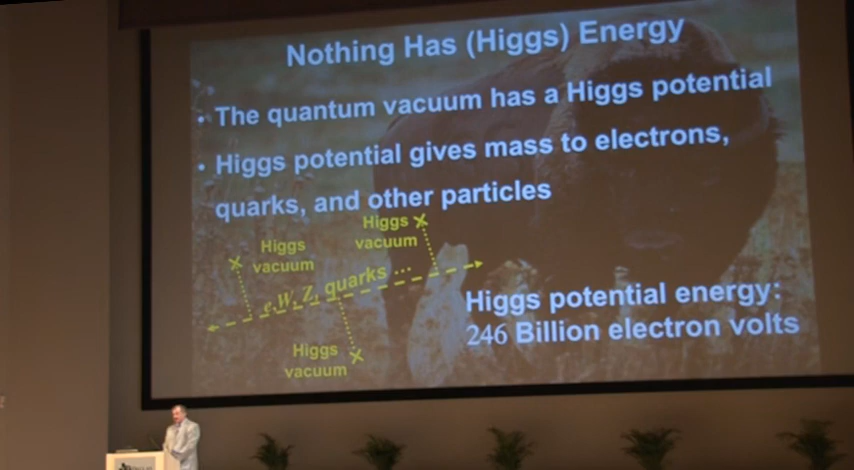 Nothing Has (Higgs) Energy
• The quantum vacuum has a Higgs potential
• Higgs potential gives mass to electrons,
quarks, and other particles
Higgs
vacuum
Higgs
vacuum
e,W, Z, quarks ...
Higgs
vacuum
Higgs potential energy:
246 Billion electron volts